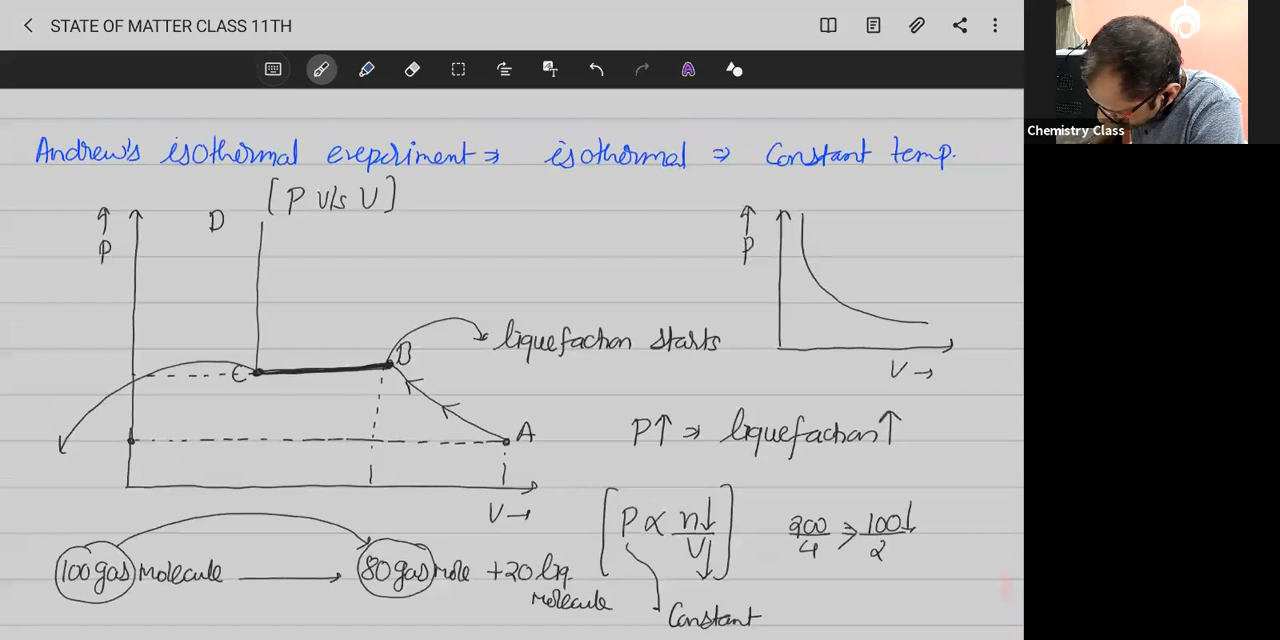 STATE OF MATTER CLASS 11TH
Chemistry Class
Andrew's isothermal experiment ⇒ isothermal ⇒ Constant temp.
[P v/s V]
↑ P
D
↑ P
B
liquefaction starts
C
V →
A
P↑ ⇒ liquefaction↑
V →
[P ∝ n↓/V↓]
200/4 ⇒ 100↓/2
100 gas Molecule → 80 gas mole + 20 liq. molecule
Constant